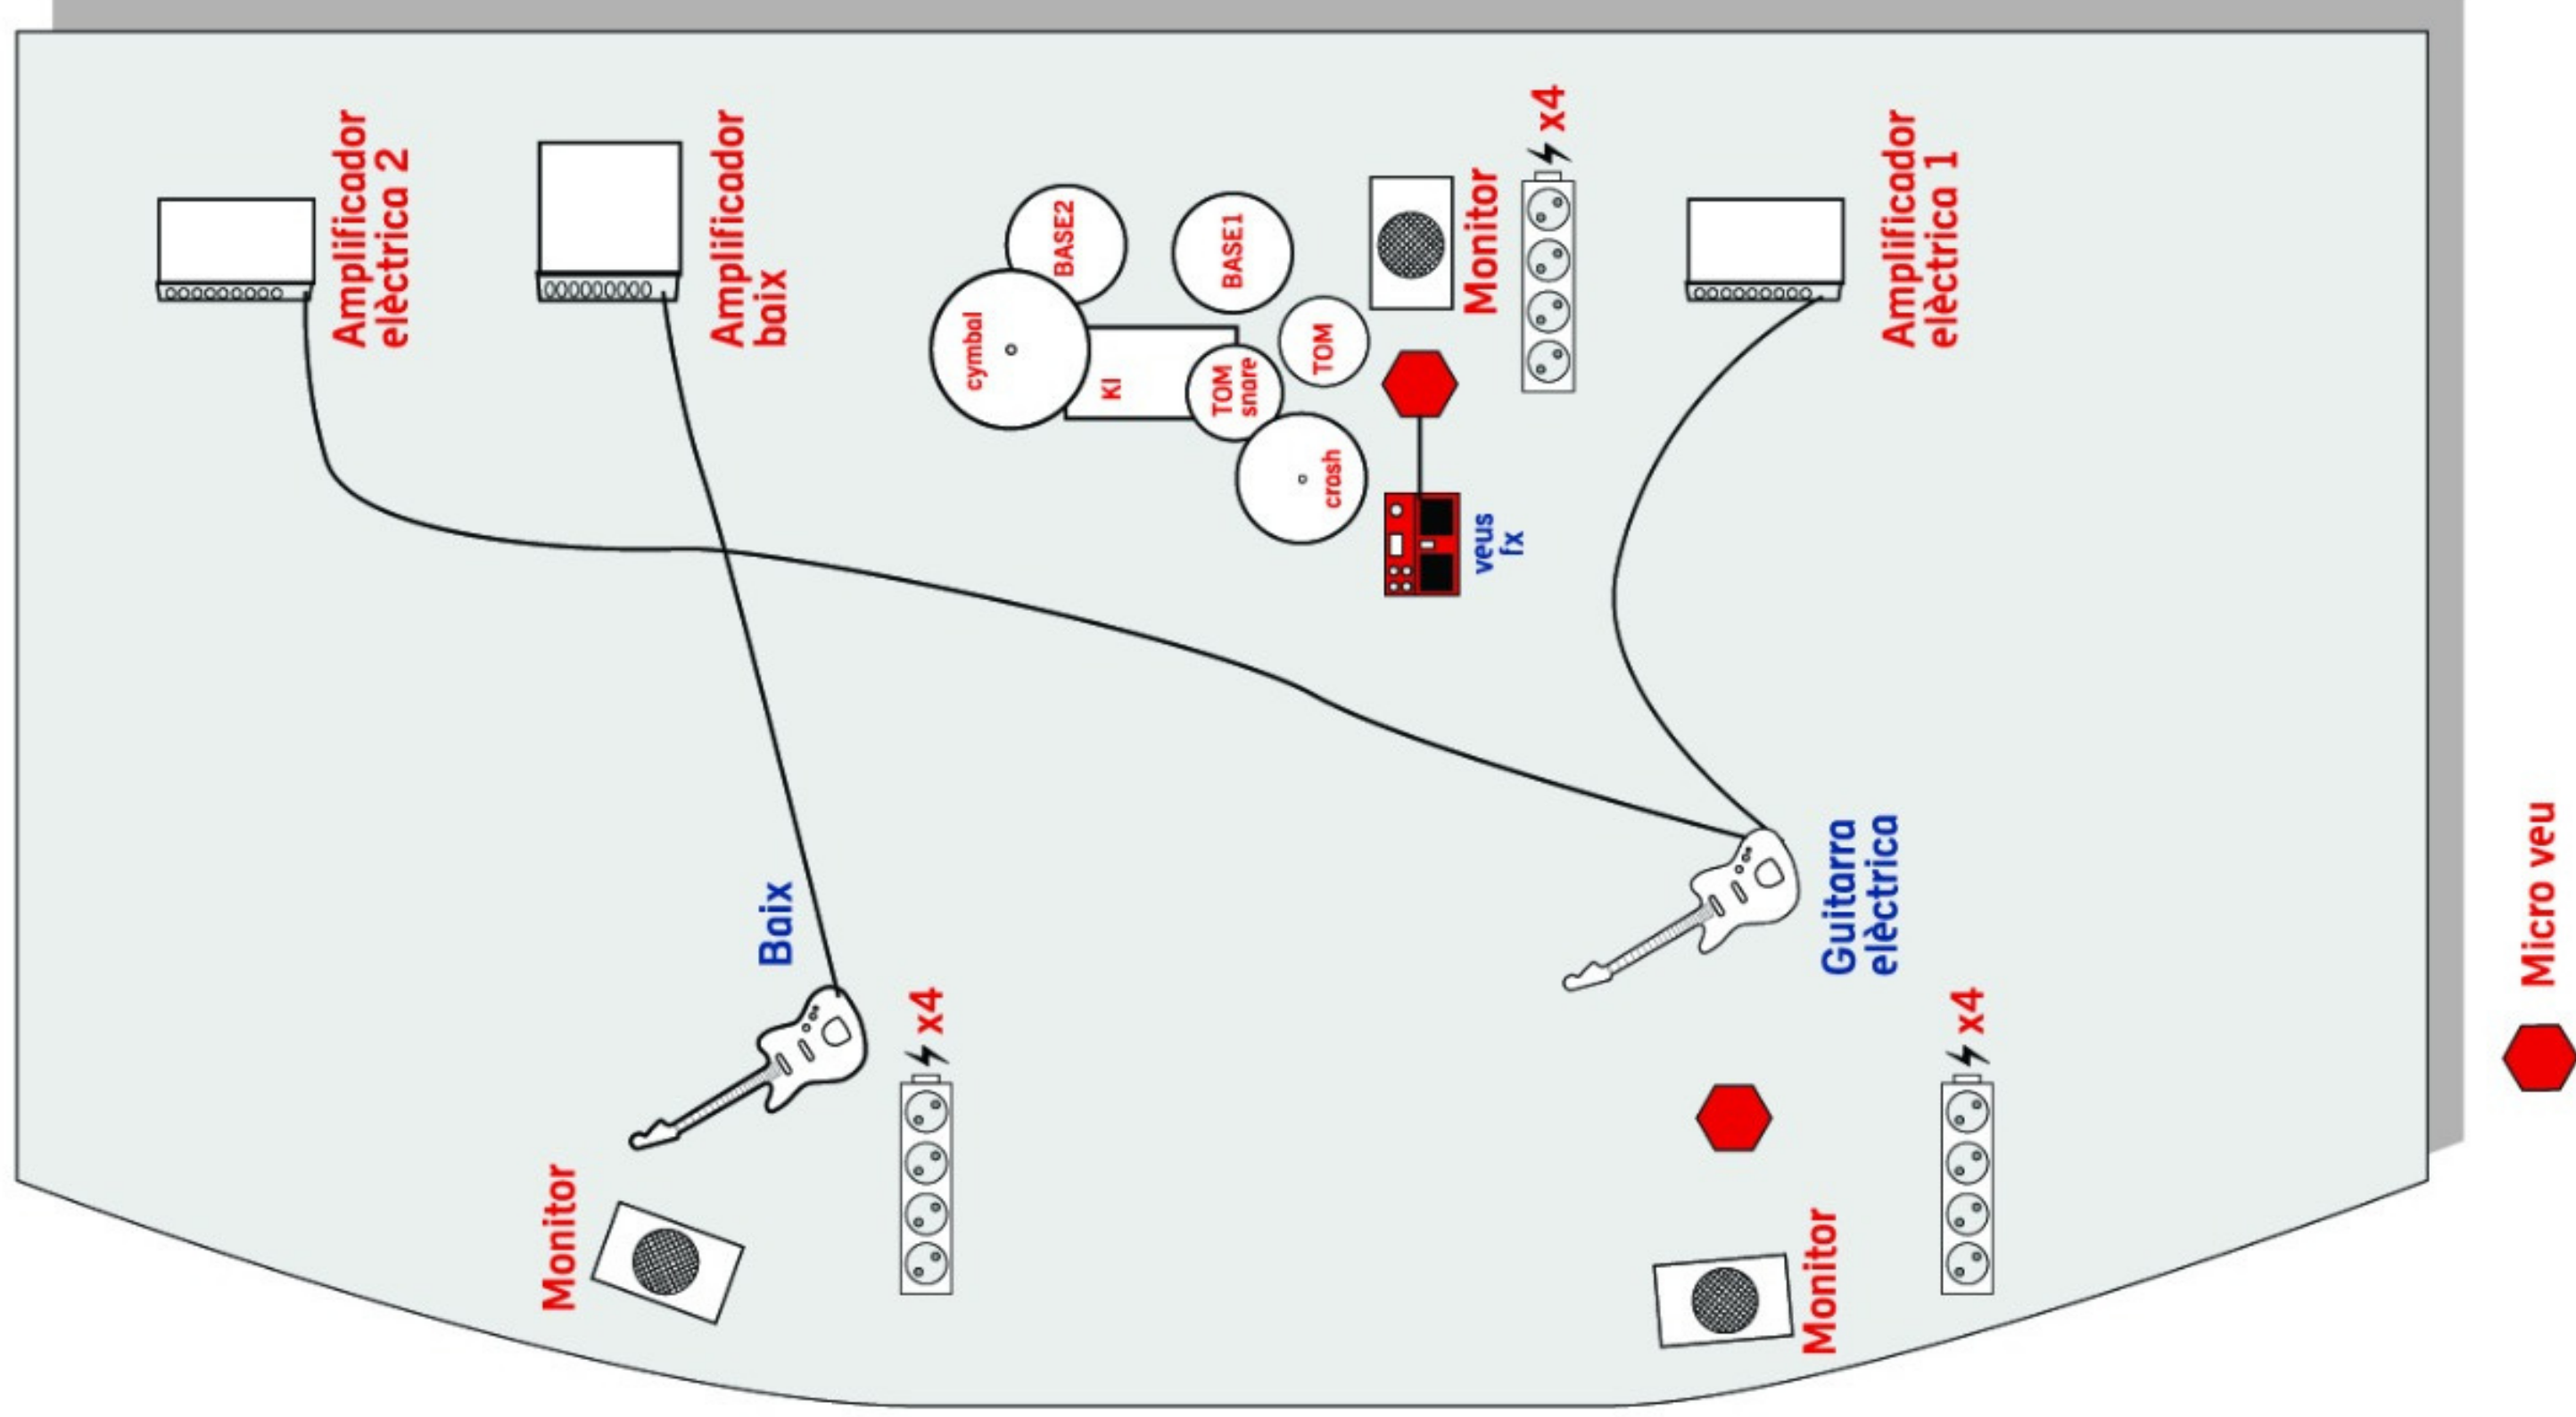 Amplificador
elèctrica 2
Amplificador
baix
BASE2
BASE1
cymbal
KI
TOM
snare
TOM
crash
Monitor
x4
Amplificador
elèctrica 1
veus
fx
Baix
x4
Monitor
Guitarra
elèctrica
x4
Monitor
Micro veu